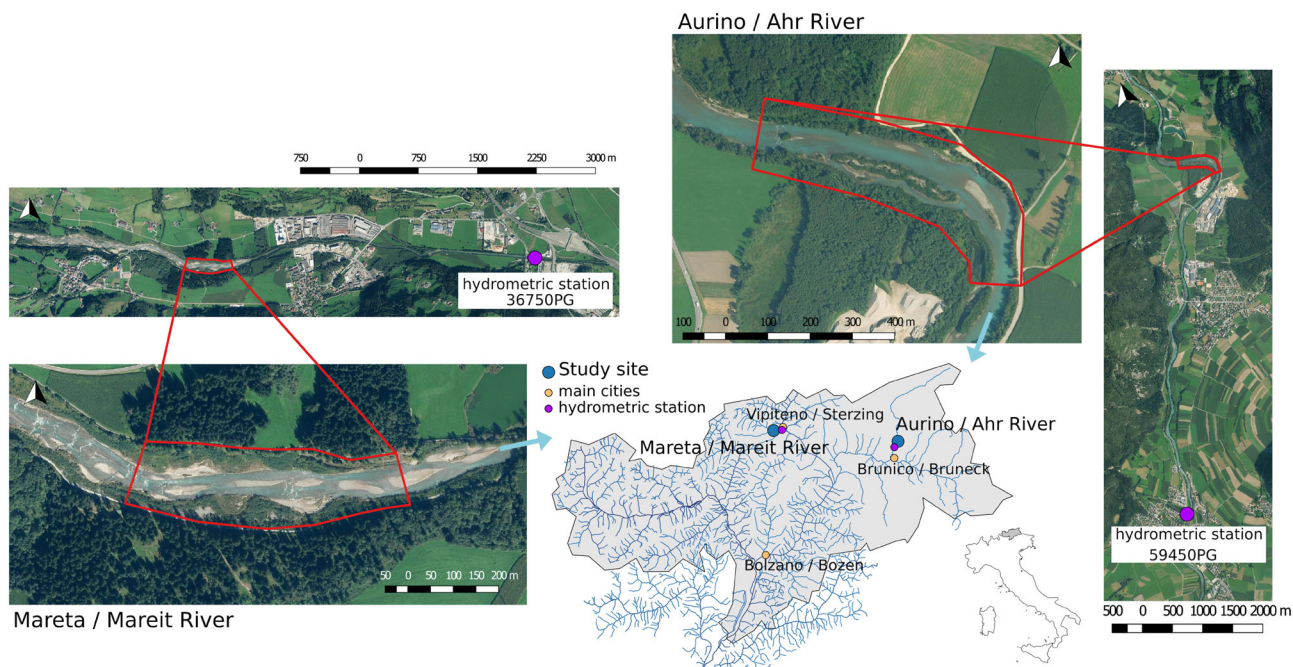 Aurino / Ahr River
750 0 750 1500 2250 3000 m
hydrometric station
36750PG
100 0 100 200 300 400 m
Study site
main cities
hydrometric station
Vipiteno / Sterzing
Aurino / Ahr River
Mareta / Mareit River
Brunico / Bruneck
Bolzano / Bozen
50 0 50 100 150 200 m
Mareta / Mareit River
hydrometric station
59450PG
500 0 500 1000 1500 2000 m